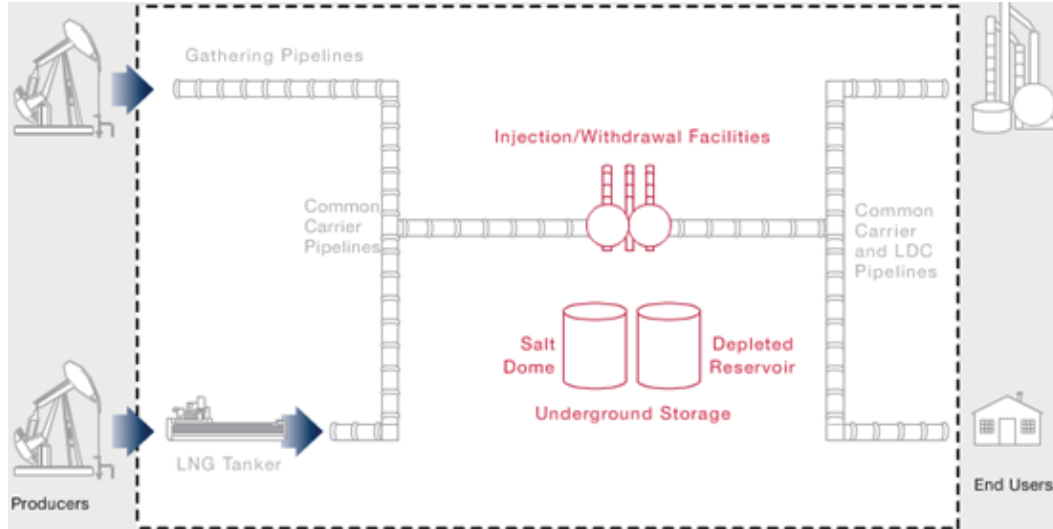 Gathering Pipelines
Injection/Withdrawal Facilities
Common
Carrier
Pipelines
Common
Carrier
and LDC
Pipelines
Salt
Dome
Depleted
Reservoir
Underground Storage
LNG Tanker
Producers
End Users